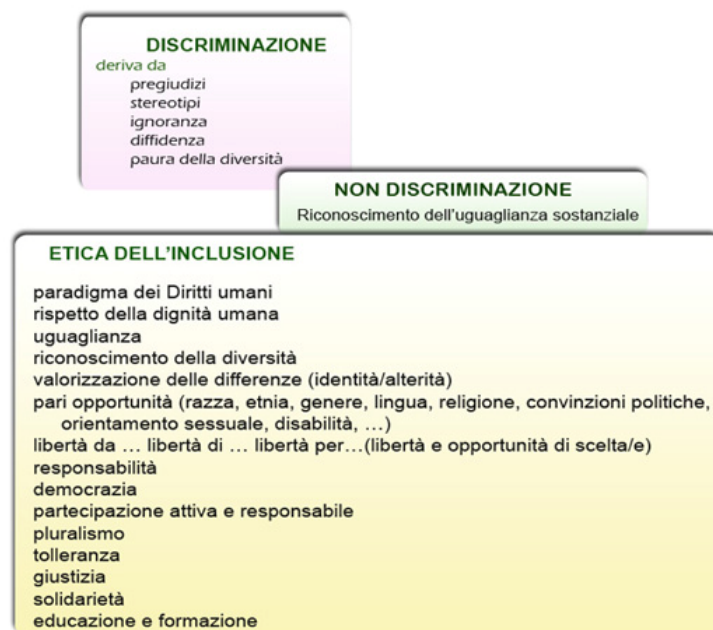 DISCRIMINAZIONE
deriva da
pregiudizi
stereotipi
ignoranza
diffidenza
paura della diversità
NON DISCRIMINAZIONE
Riconoscimento dell'uguaglianza sostanziale
ETICA DELL'INCLUSIONE
paradigma dei Diritti umani
rispetto della dignità umana
uguaglianza
riconoscimento della diversità
valorizzazione delle differenze (identità/alterità)
pari opportunità (razza, etnia, genere, lingua, religione, convinzioni politiche,
orientamento sessuale, disabilità, ...)
libertà da ... libertà di ... libertà per...(libertà e opportunità di scelta/e)
responsabilità
democrazia
partecipazione attiva e responsabile
pluralismo
tolleranza
giustizia
solidarietà
educazione e formazione